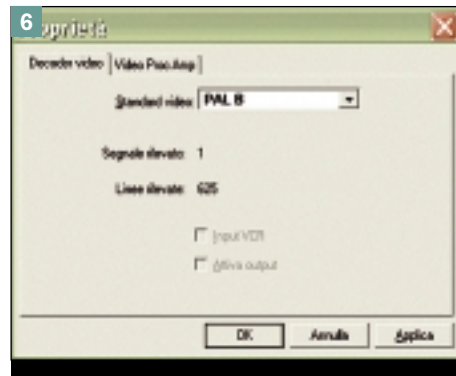 6
Proprietà
Decoder video Video Proc Amp
Standard video: PAL B
Segnale rilevato: 1
Linee rilevate: 625
Input VCR
Attiva output
OK Annulla Applica